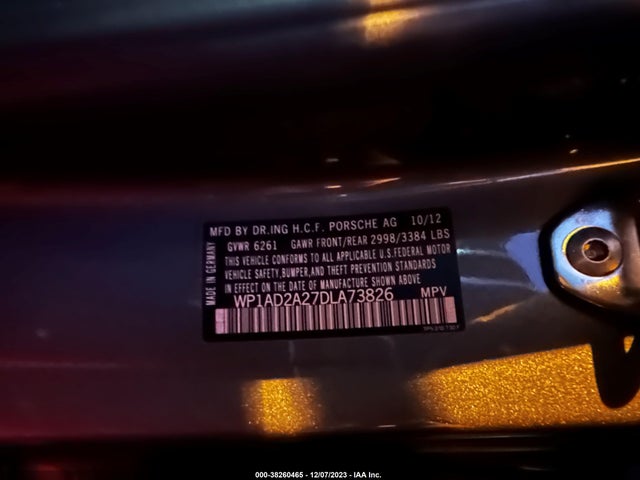 MFD BY DR.ING H.C.F. PORSCHE AG 10/12
GVWR 6261 GAWR FRONT/REAR 2998/3384 LBS
THIS VEHICLE CONFORMS TO ALL APPLICABLE U.S.FEDERAL MOTOR
VEHICLE SAFETY,BUMPER,AND THEFT PREVENTION STANDARDS
IN EFFECT ON THE DATE OF MANUFACTURE SHOWN ABOVE
WP1AD2A27DLA73826 MPV
MADE IN GERMANY
000-38260465 - 12/07/2023 - IAA Inc.